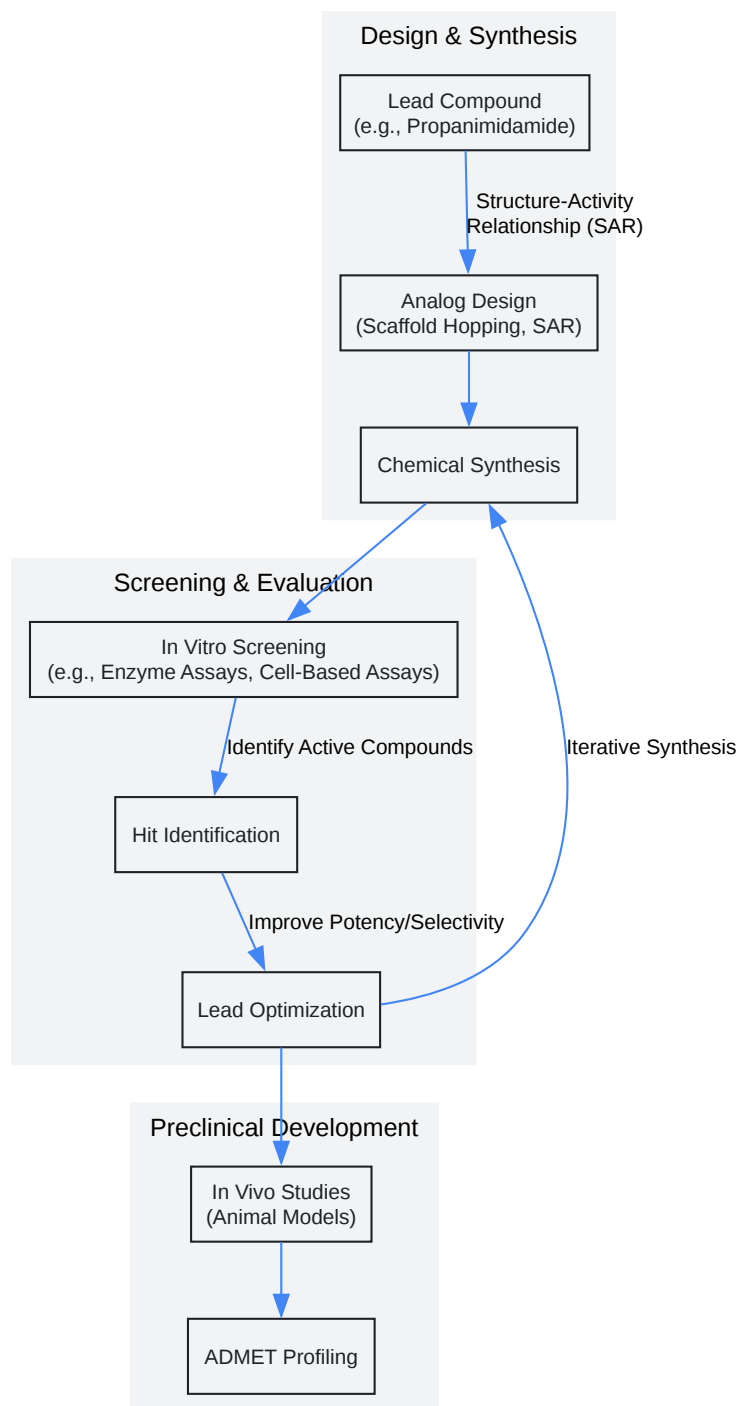 Design & Synthesis
Lead Compound
(e.g., Propanimidamide)
Structure-Activity
Relationship (SAR)
Analog Design
(Scaffold Hopping, SAR)
Chemical Synthesis
Screening & Evaluation
In Vitro Screening
(e.g., Enzyme Assays, Cell-Based Assays)
Identify Active Compounds
Iterative Synthesis
Hit Identification
Improve Potency/Selectivity
Lead Optimization
Preclinical Development
In Vivo Studies
(Animal Models)
ADMET Profiling